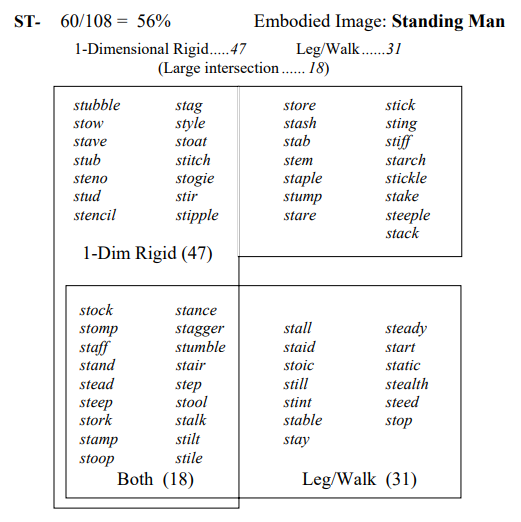 ST- 60/108 = 56% Embodied Image: Standing Man
1-Dimensional Rigid.....47 Leg/Walk......31
(Large intersection ...... 18)
stubble stag store stick
stow style stash sting
stave stoat stab stiff
stub stitch stem starch
steno stogie staple stickle
stud stir stump stake
stencil stipple stare steeple
stack
1-Dim Rigid (47)
stock stance
stomp stagger stall steady
staff stumble staid start
stand stair stoic static
stead step still stealth
steep stool stint steed
stork stalk stable stop
stamp stilt stay
stoop stile
Both (18) Leg/Walk (31)